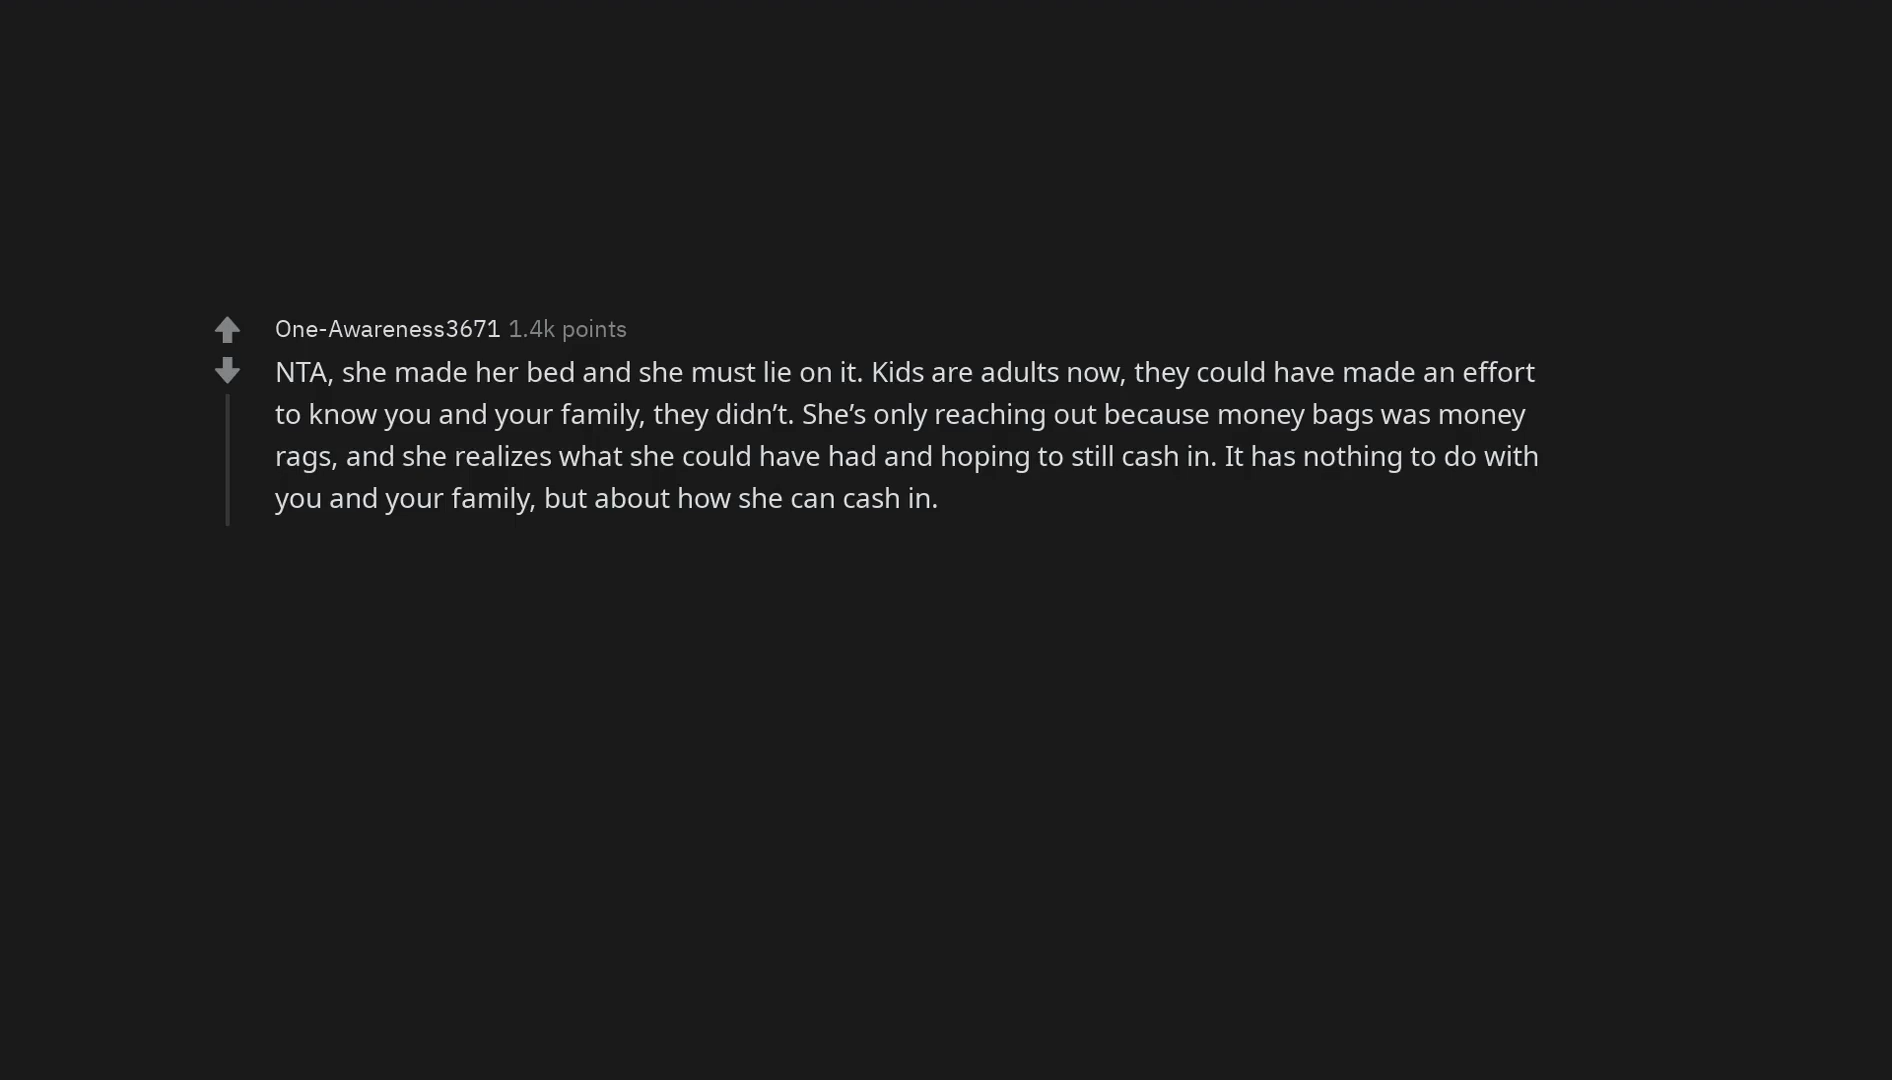 One-Awareness3671 1.4k points
NTA, she made her bed and she must lie on it. Kids are adults now, they could have made an effort
to know you and your family, they didn’t. She’s only reaching out because money bags was money
rags, and she realizes what she could have had and hoping to still cash in. It has nothing to do with
you and your family, but about how she can cash in.